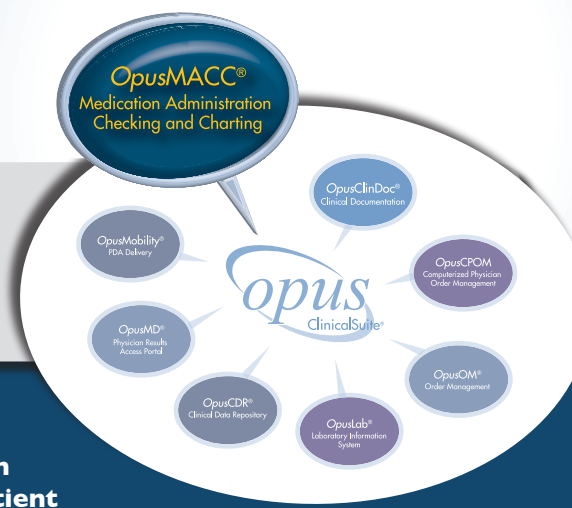 OpusMACC®
Medication Administration
Checking and Charting
OpusClinDoc®
Clinical Documentation
OpusMobility®
PDA Delivery
OpusCPOM
Computerized Physician
Order Management
opus
ClinicalSuite®
OpusMD®
Physician Results
Access Portal
OpusOM®
Order Management
OpusCDR®
Clinical Data Repository
OpusLab®
Laboratory Information
System